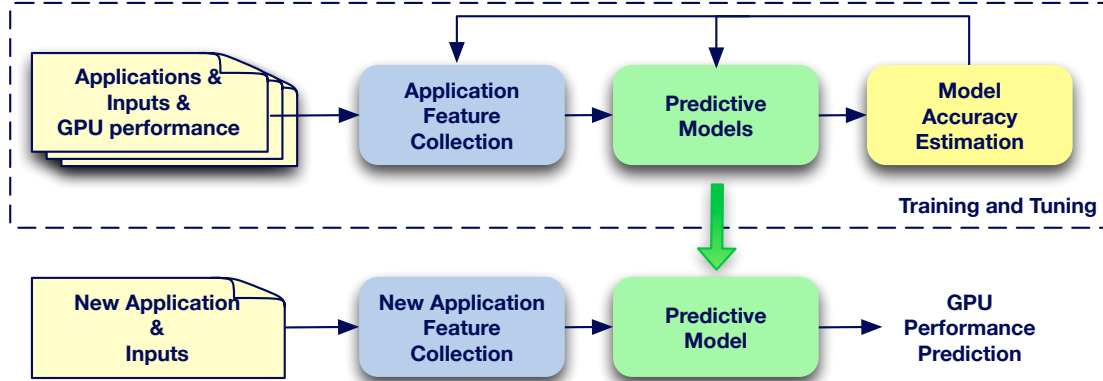 Applications &
Inputs &
GPU performance
Application
Feature
Collection
Predictive
Models
Model
Accuracy
Estimation
Training and Tuning
New Application
&
Inputs
New Application
Feature
Collection
Predictive
Model
GPU
Performance
Prediction